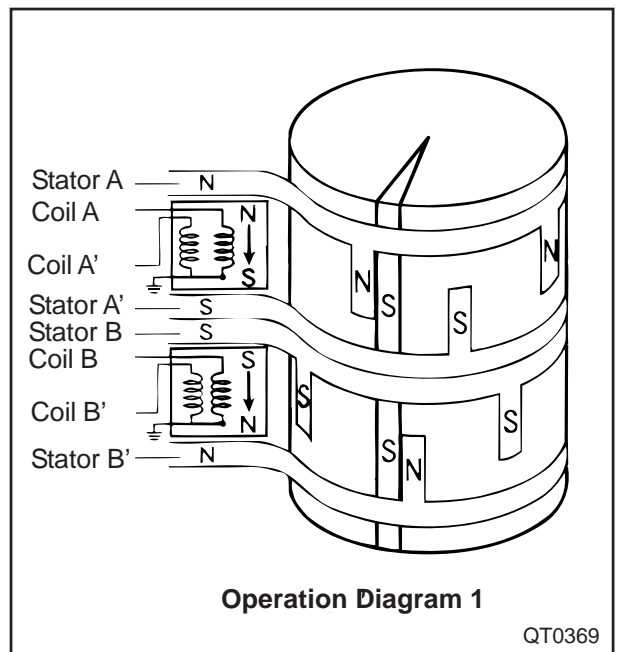 Stator A
N
Coil A
N
Coil A'
S
N
N
Stator A'
S
S
S
Stator B
S
Coil B
S
S
S
Coil B'
N
S
N
Stator B'
N
Operation Diagram 1
QT0369